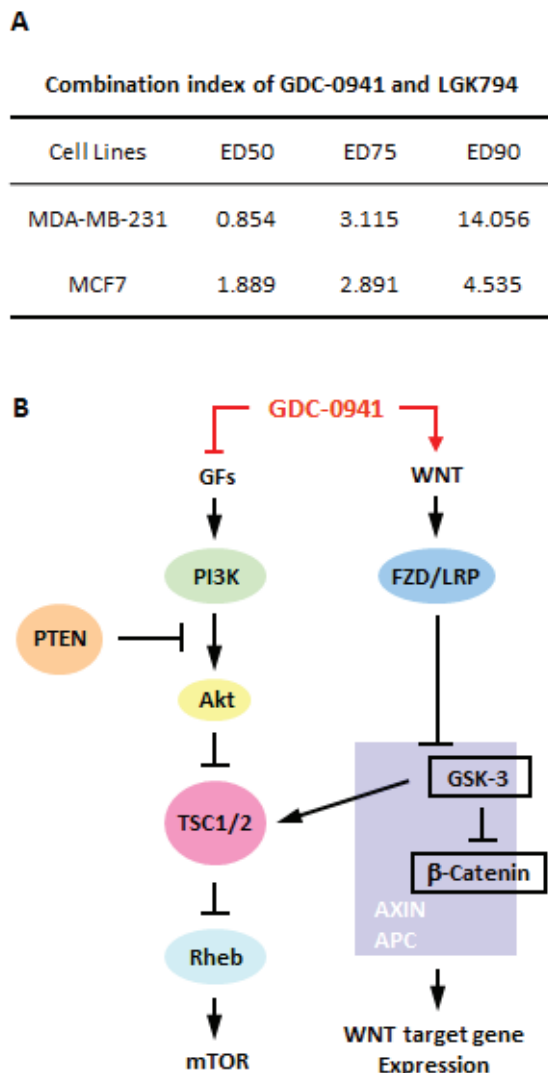 A
Combination index of GDC-0941 and LGK794
Cell Lines ED50 ED75 ED90
MDA-MB-231 0.854 3.115 14.056
MCF7 1.889 2.891 4.535
B
GDC-0941
GFs WNT
PI3K FZD/LRP
PTEN
Akt
GSK-3
TSC1/2
β-Catenin
AXIN
APC
Rheb
WNT target gene
mTOR Expression